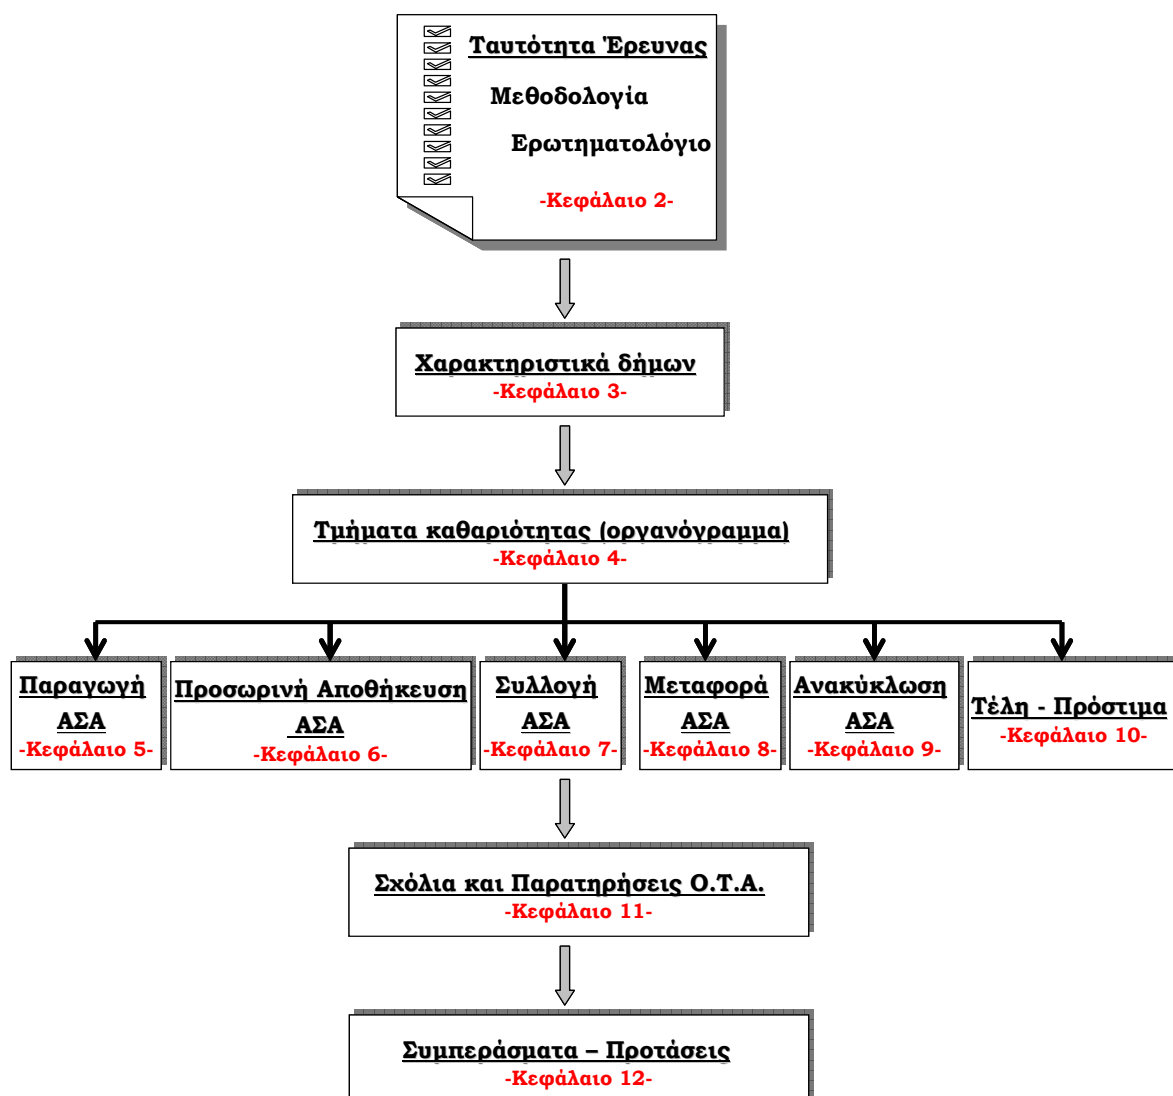 Ταυτότητα Έρευνας
Μεθοδολογία
Ερωτηματολόγιο
-Κεφάλαιο 2-
Χαρακτηριστικά δήμων
-Κεφάλαιο 3-
Τμήματα καθαριότητας (οργανόγραμμα)
-Κεφάλαιο 4-
Παραγωγή
ΑΣΑ
-Κεφάλαιο 5-
Προσωρινή Αποθήκευση
ΑΣΑ
-Κεφάλαιο 6-
Συλλογή
ΑΣΑ
-Κεφάλαιο 7-
Μεταφορά
ΑΣΑ
-Κεφάλαιο 8-
Ανακύκλωση
ΑΣΑ
-Κεφάλαιο 9-
Τέλη - Πρόστιμα
-Κεφάλαιο 10-
Σχόλια και Παρατηρήσεις Ο.Τ.Α.
-Κεφάλαιο 11-
Συμπεράσματα – Προτάσεις
-Κεφάλαιο 12-